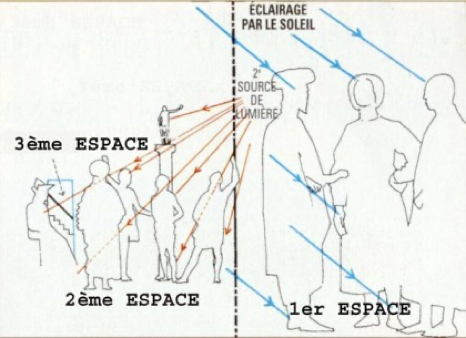 ÉCLAIRAGE
PAR LE SOLEIL
2e
SOURCE
DE
LUMIÈRE
3ème ESPACE
2ème ESPACE
1er ESPACE